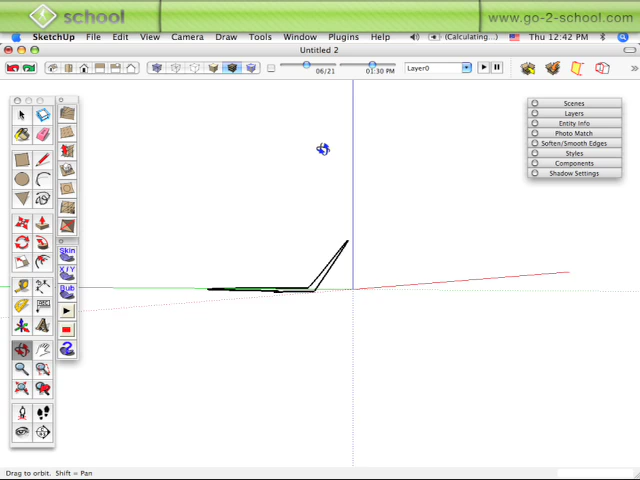 school
www.go-2-school.com
SketchUp File Edit View Camera Draw Tools Window Plugins Help (Calculating... Thu 12:42 PM
Untitled 2
06/21 01:30 PM Layer0
Scenes
Layers
Entity Info
Photo Match
Soften/Smooth Edges
Styles
Components
Shadow Settings
Skin
X/Y
Bub
Drag to orbit. Shift = Pan